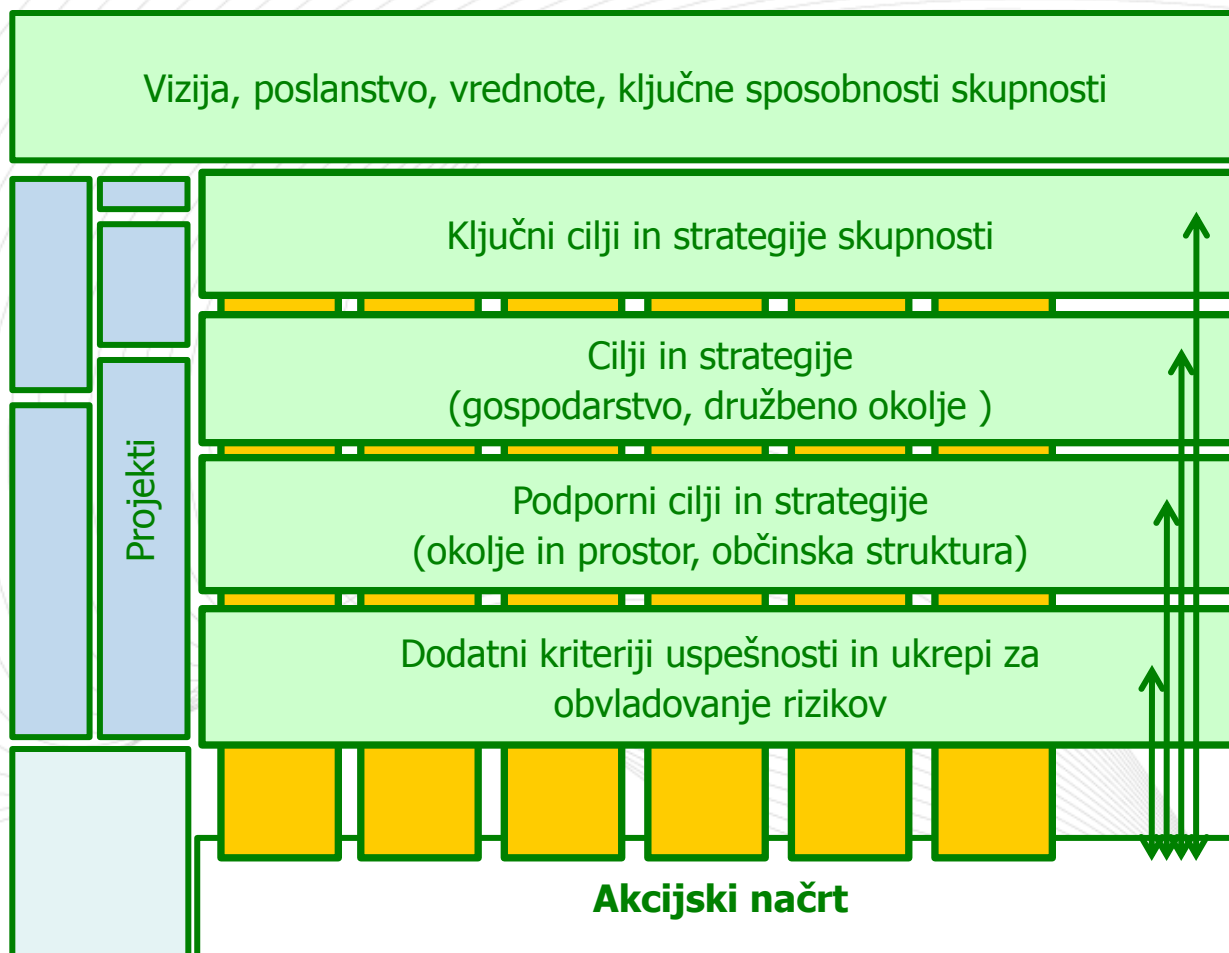 Vizija, poslanstvo, vrednote, ključne sposobnosti skupnosti
Ključni cilji in strategije skupnosti
Cilji in strategije
(gospodarstvo, družbeno okolje )
Podporni cilji in strategije
(okolje in prostor, občinska struktura)
Projekti
Dodatni kriteriji uspešnosti in ukrepi za
obvladovanje rizikov
Akcijski načrt